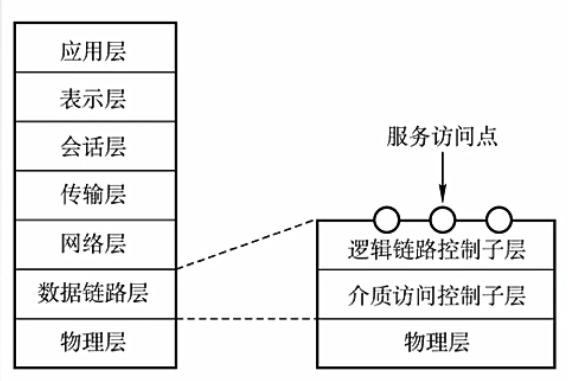 应用层
表示层
会话层
传输层
网络层
数据链路层
物理层
服务访问点
逻辑链路控制子层
介质访问控制子层
物理层